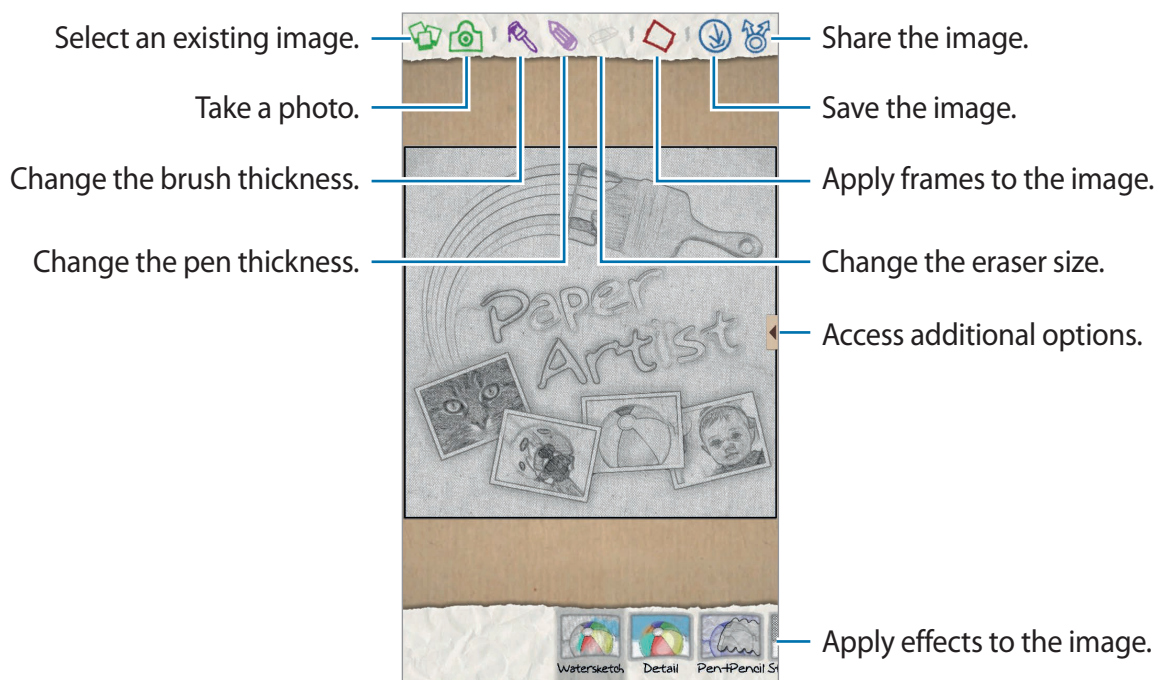 Select an existing image.
Share the image.
Take a photo.
Save the image.
Change the brush thickness.
Apply frames to the image.
Change the pen thickness.
Change the eraser size.
Paper
Artist
Access additional options.
Apply effects to the image.
Watersketch Detail Pen+Pencil